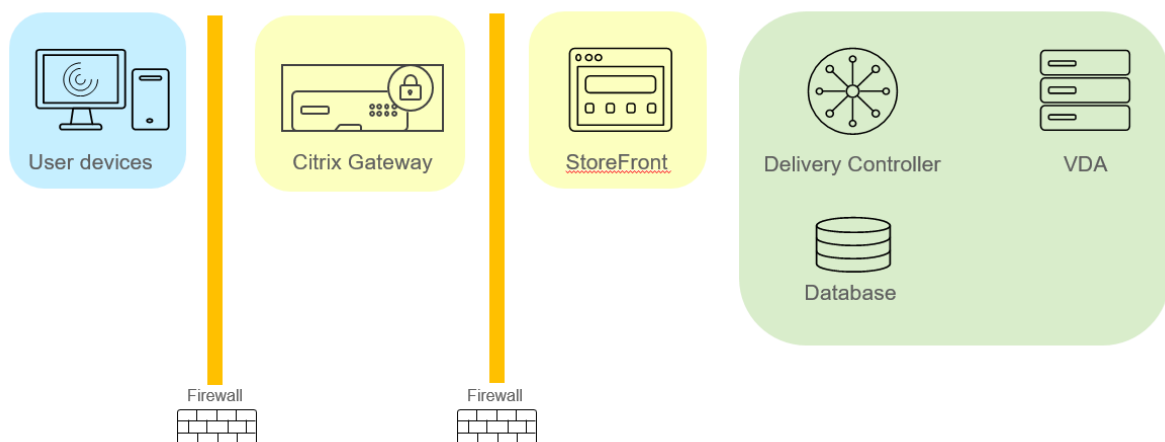 User devices
Citrix Gateway
StoreFront
Delivery Controller
VDA
Database
Firewall
Firewall